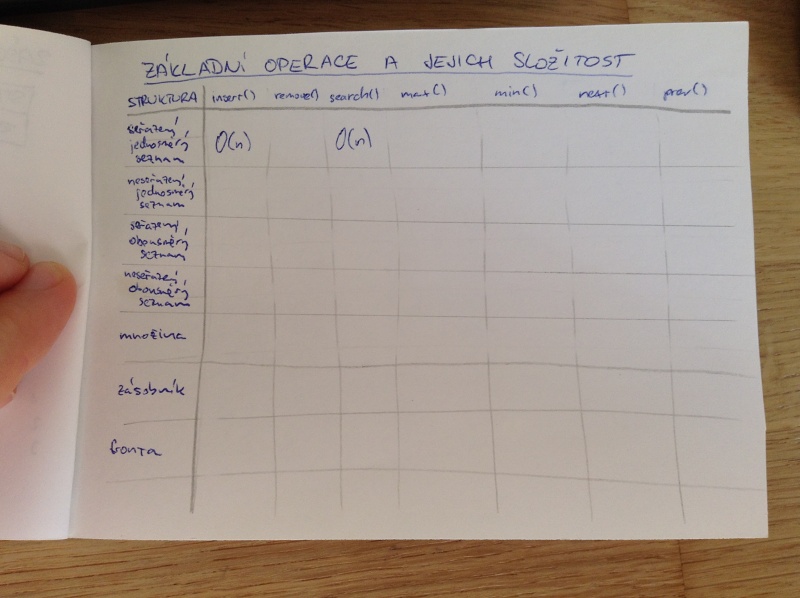 ZÁKLADNÍ OPERACE A JEJICH SLOŽITOST
STRUKTURA insert() remove() search() max() min() next() prev()
seřazený,
jednosměrný
seznam
O(n) O(n)
neseřazený,
jednosměrný
seznam
seřazený,
obousměrný
seznam
neseřazený,
obousměrný
seznam
množina
zásobník
fronta